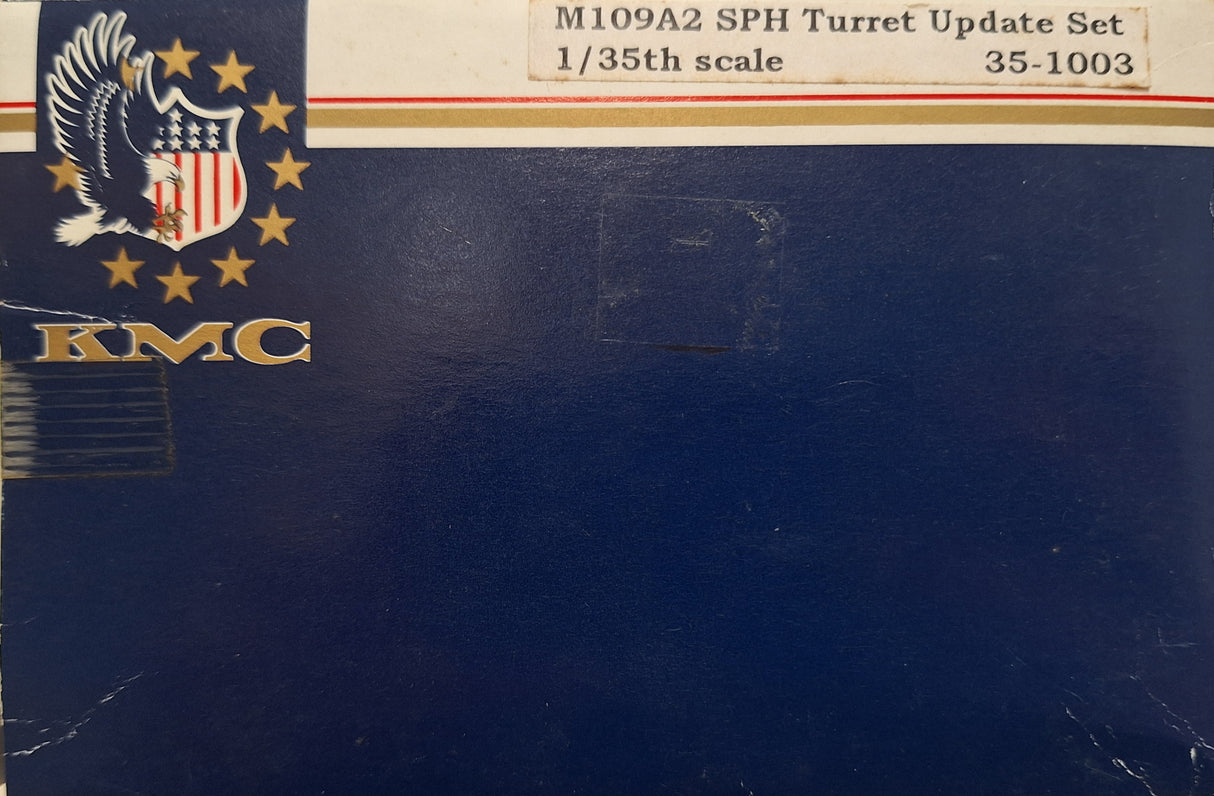 M109A2 SPH Turret Update Set
1/35th scale 35-1003
KMC